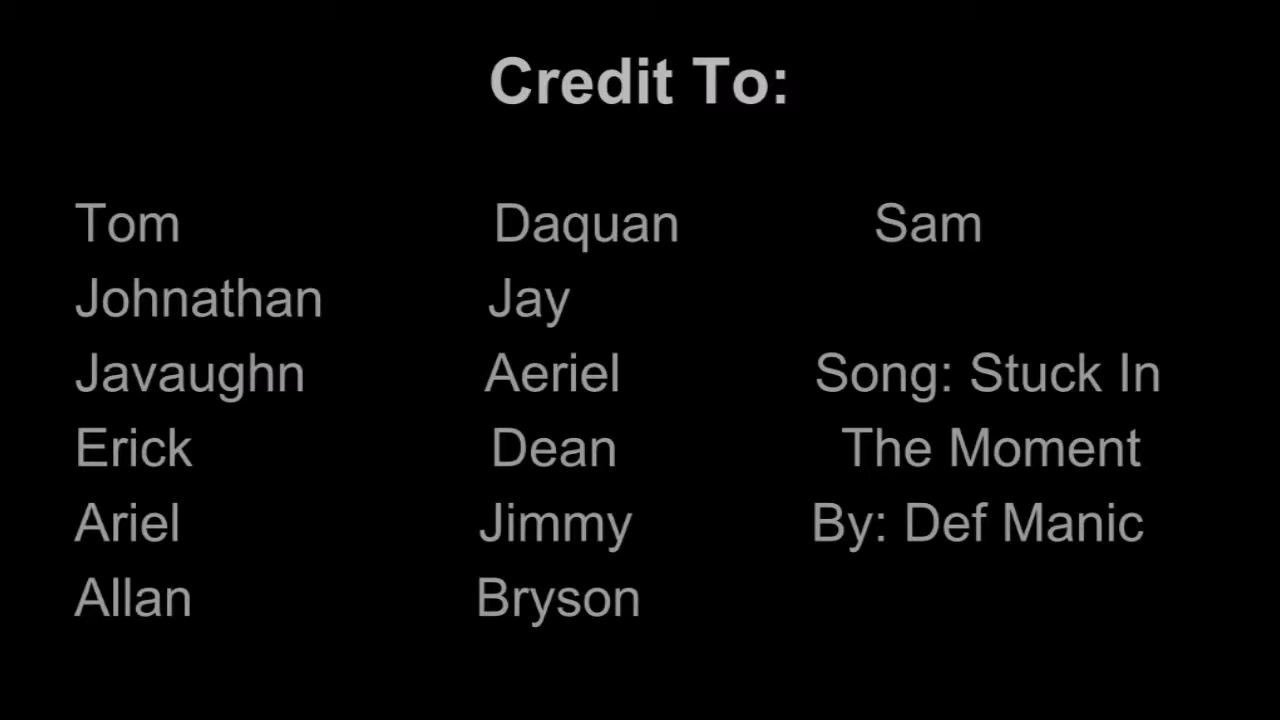 Credit To:
Tom Daquan Sam
Johnathan Jay
Javaughn Aeriel Song: Stuck In
Erick Dean The Moment
Ariel Jimmy By: Def Manic
Allan Bryson